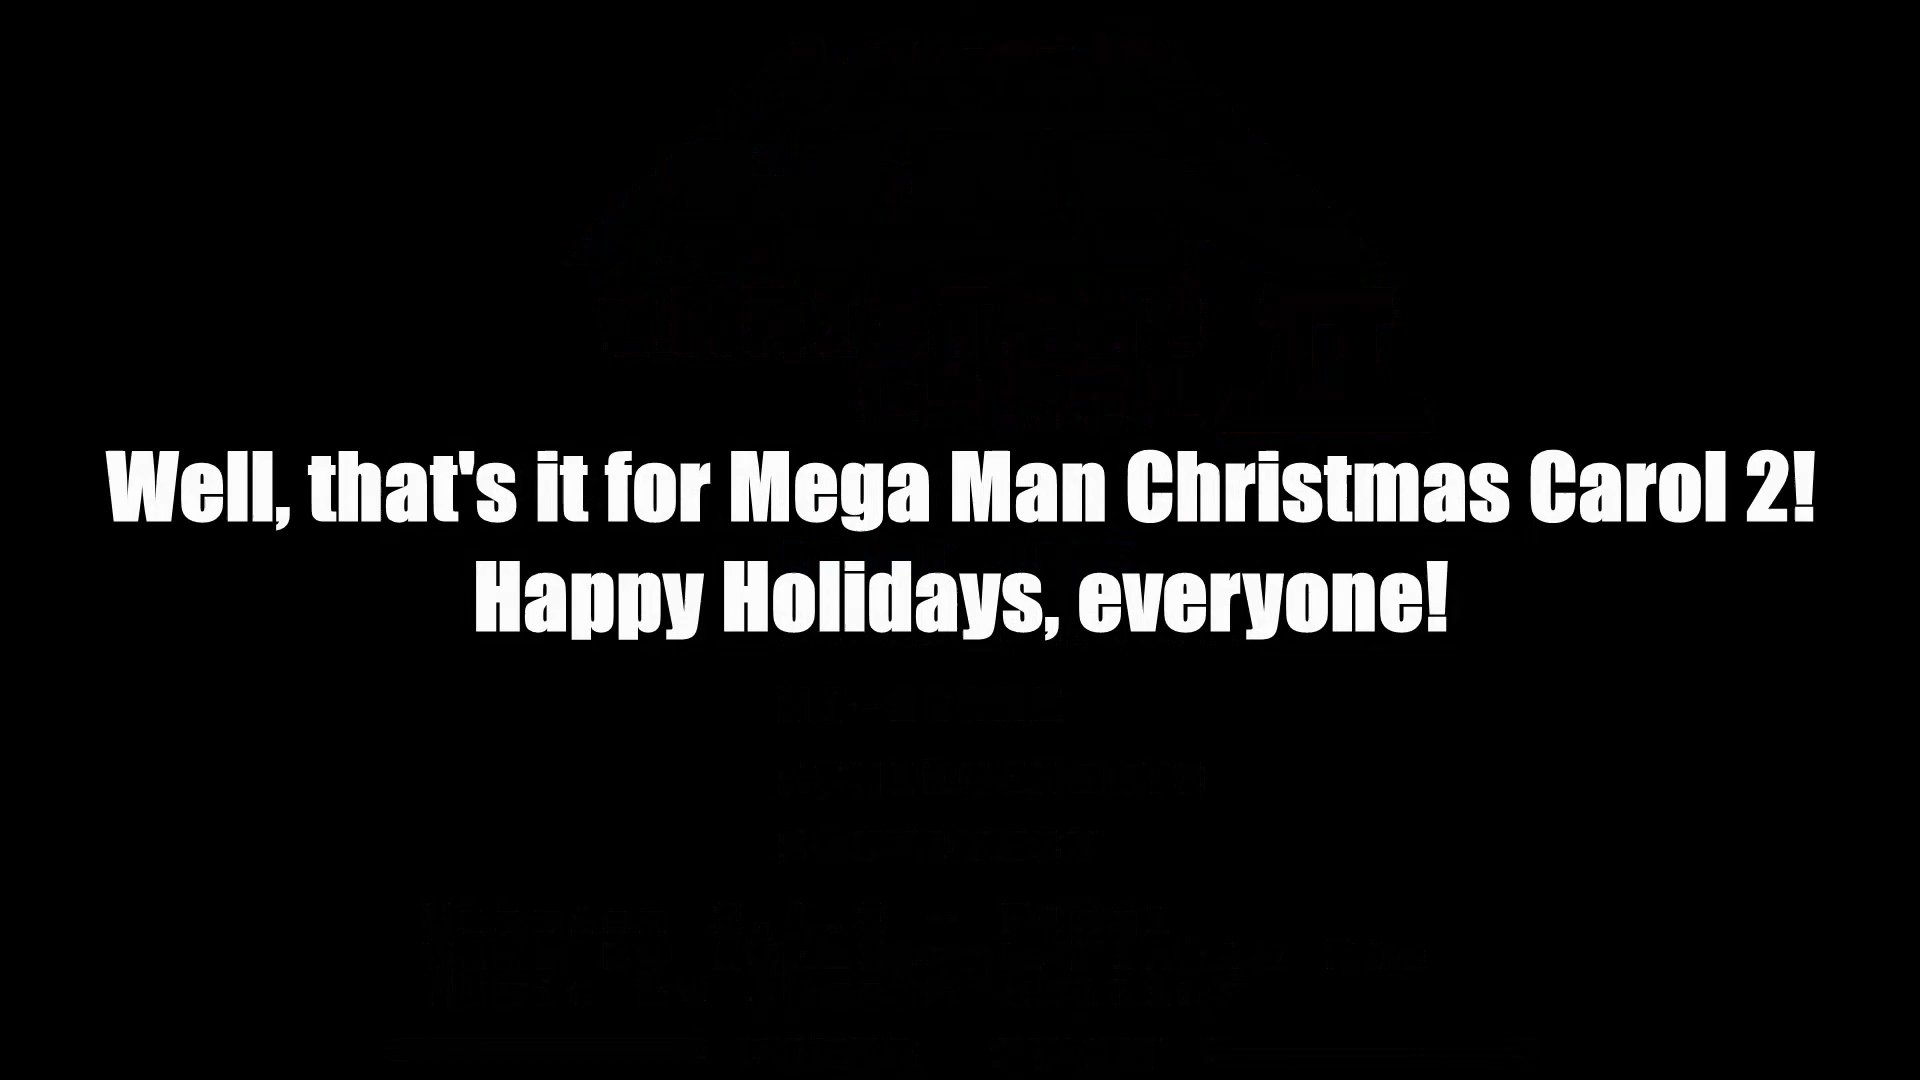 Well, that's it for Mega Man Christmas Carol 2!
Happy Holidays, everyone!